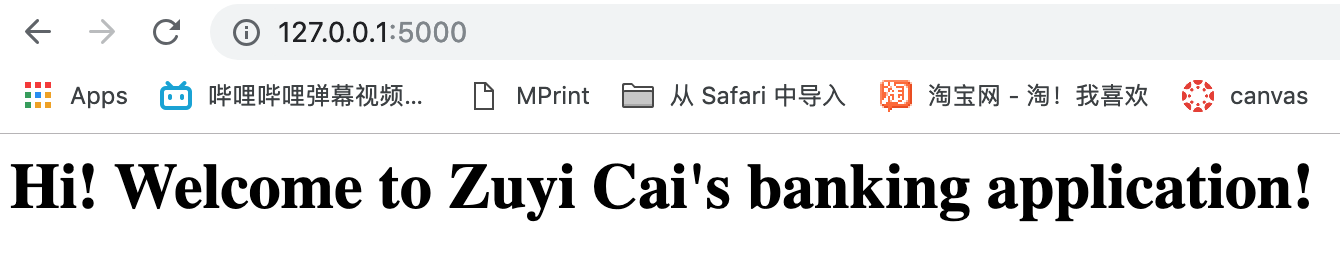 127.0.0.1:5000
Apps 哔哩哔哩弹幕视频... MPrint 从 Safari 中导入 淘 淘宝网 - 淘！我喜欢 canvas
Hi! Welcome to Zuyi Cai's banking application!